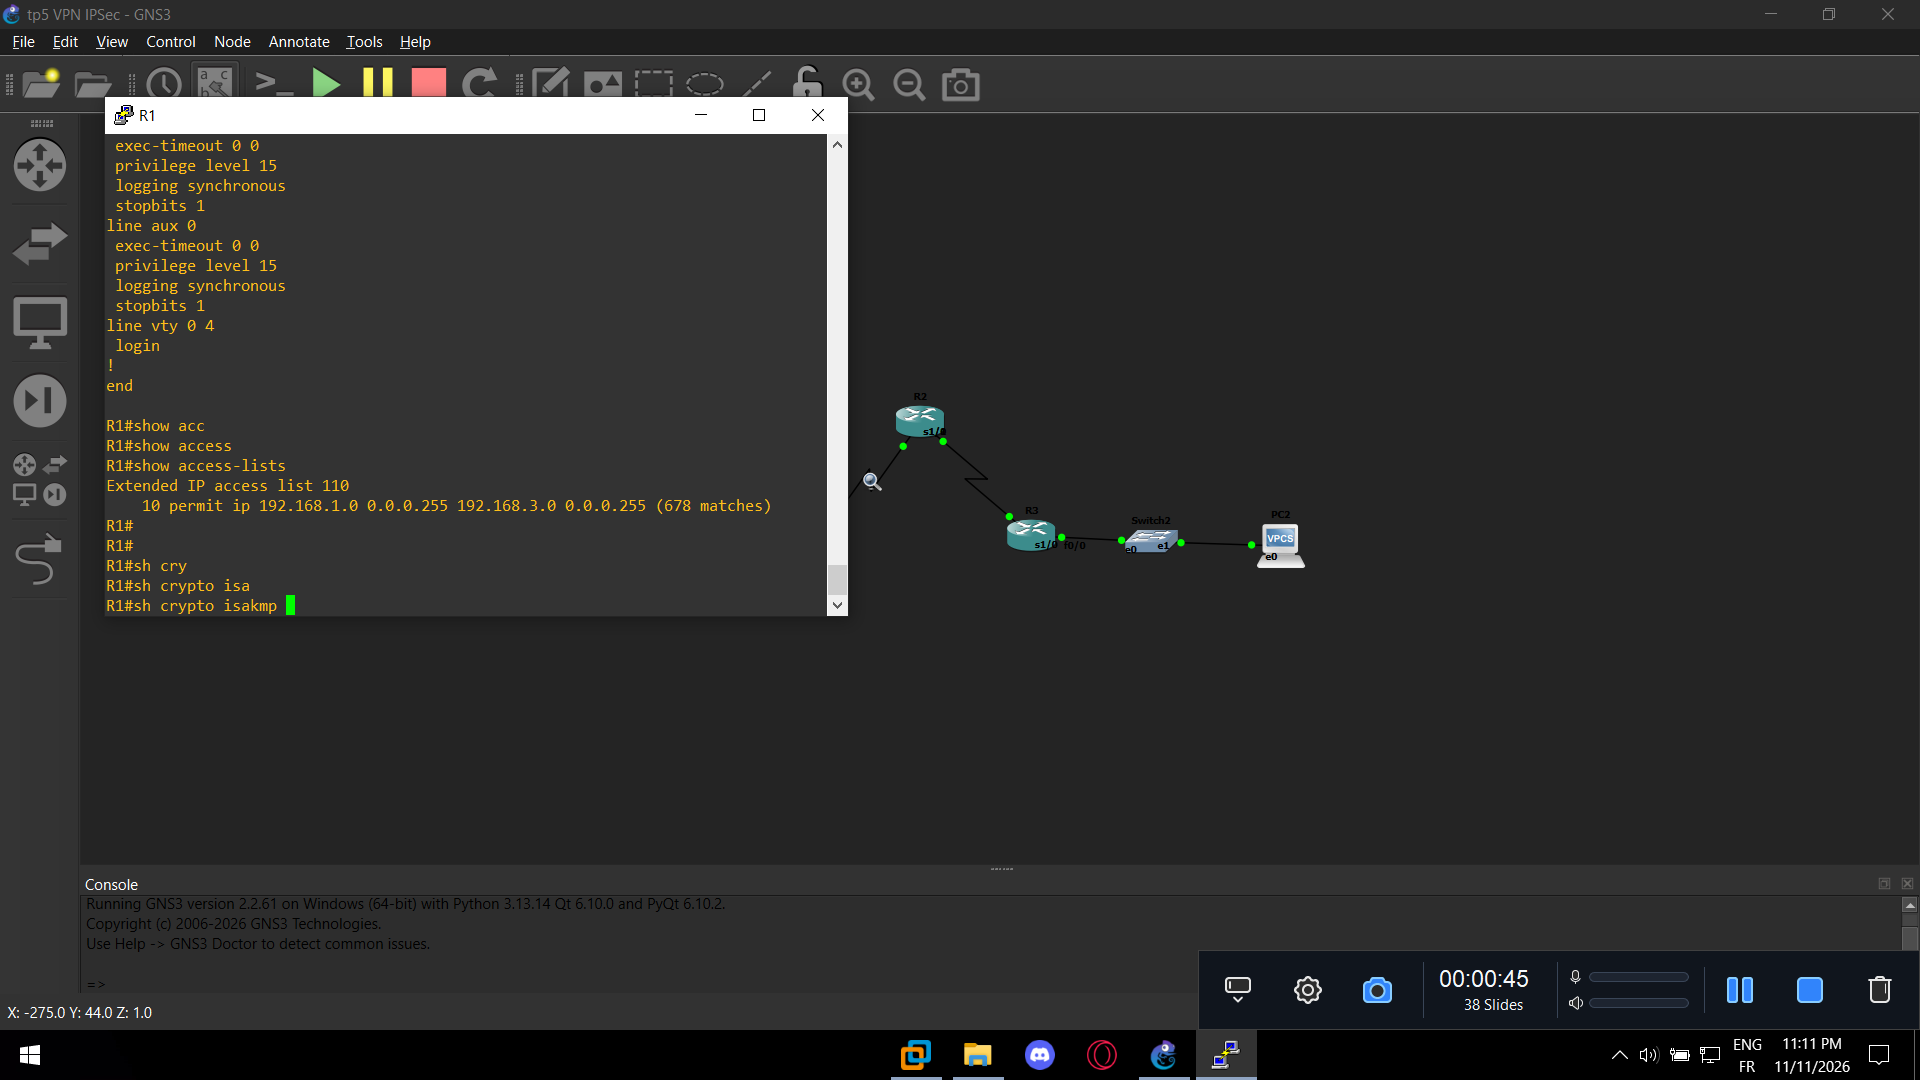 tp5 VPN IPSec - GNS3
File Edit View Control Node Annotate Tools Help
R1
exec-timeout 0 0
privilege level 15
logging synchronous
stopbits 1
line aux 0
exec-timeout 0 0
privilege level 15
logging synchronous
stopbits 1
line vty 0 4
login
!
end
R1#show acc
R1#show access
R1#show access-lists
Extended IP access list 110
10 permit ip 192.168.1.0 0.0.0.255 192.168.3.0 0.0.0.255 (678 matches)
R1#
R1#
R1#sh cry
R1#sh crypto isa
R1#sh crypto isakmp
R2
s1/
R3
s1/0 f0/0
Switch2
e0 e1
PC2
VPCS
e0
Console
Running GNS3 version 2.2.61 on Windows (64-bit) with Python 3.13.14 Qt 6.10.0 and PyQt 6.10.2.
Copyright (c) 2006-2026 GNS3 Technologies.
Use Help -> GNS3 Doctor to detect common issues.
=>
00:00:45
38 Slides
X: -275.0 Y: 44.0 Z: 1.0
ENG
FR
11:11 PM
11/11/2026